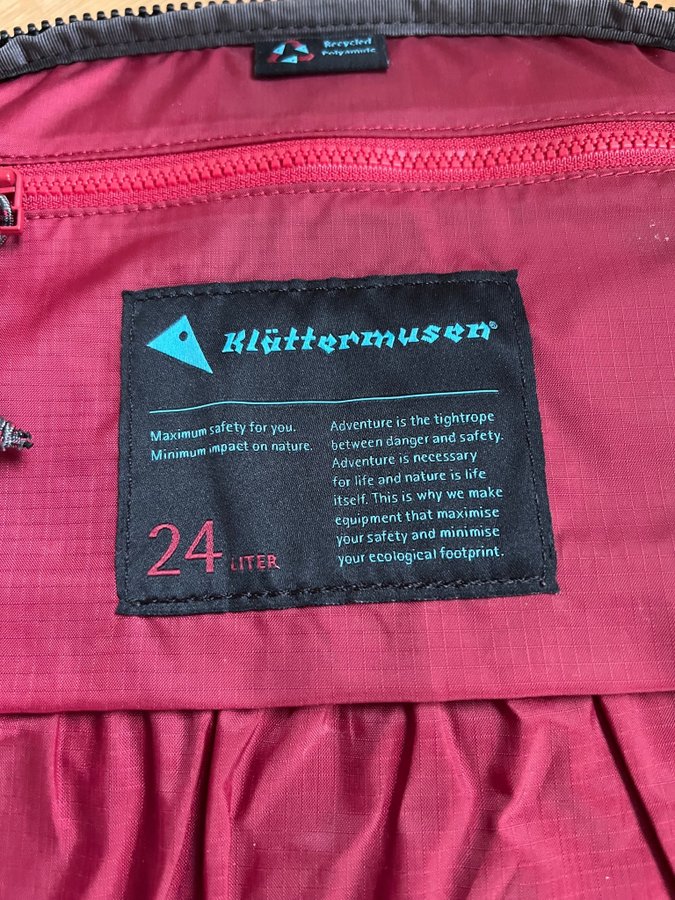 Recycled
Polyamide
Klättermusen®
Maximum safety for you.
Minimum impact on nature.
24 LITER
Adventure is the tightrope
between danger and safety.
Adventure is necessary
for life and nature is life
itself. This is why we make
equipment that maximise
your safety and minimise
your ecological footprint.